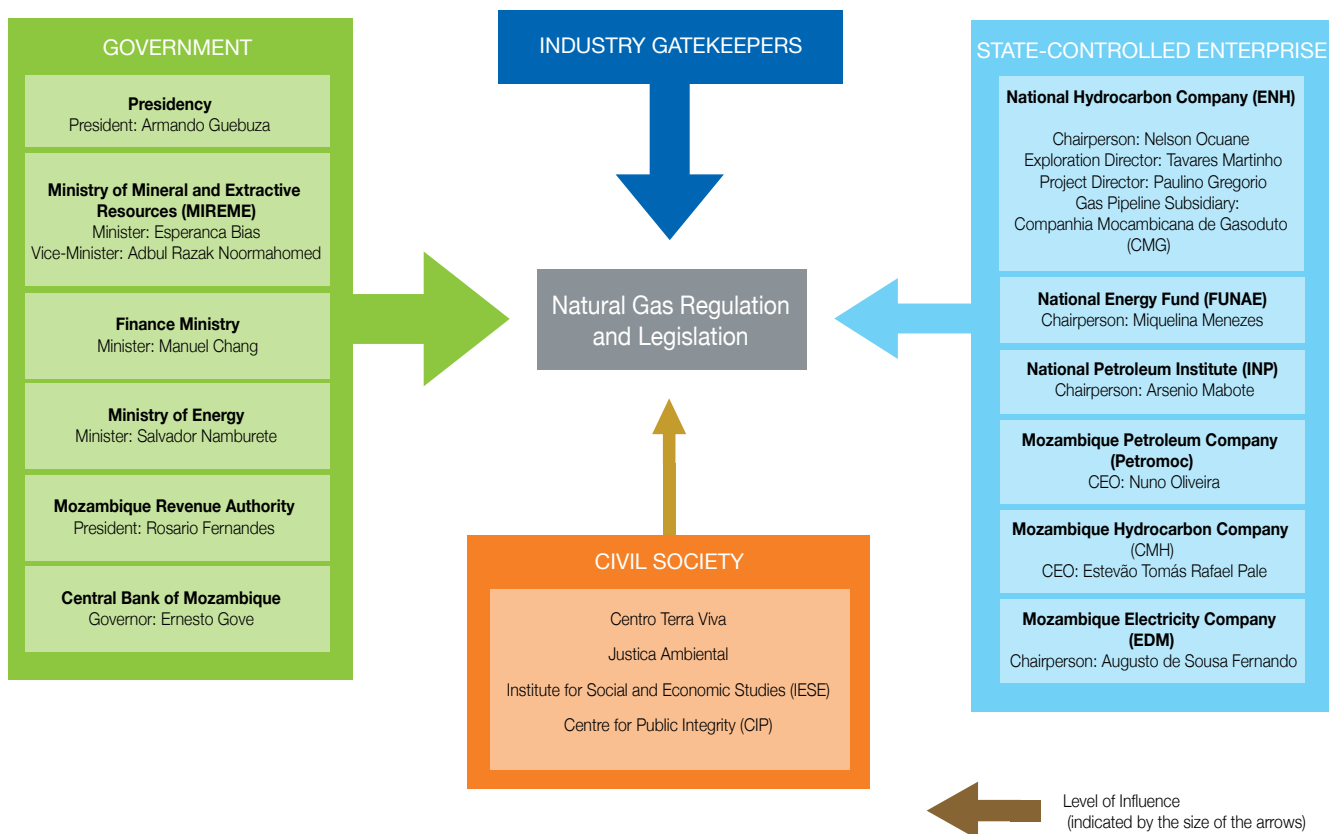 GOVERNMENT
Presidency
President: Armando Guebuza
Ministry of Mineral and Extractive
Resources (MIREME)
Minister: Esperanca Bias
Vice-Minister: Adbul Razak Noormahomed
Finance Ministry
Minister: Manuel Chang
Ministry of Energy
Minister: Salvador Namburete
Mozambique Revenue Authority
President: Rosario Fernandes
Central Bank of Mozambique
Governor: Ernesto Gove
INDUSTRY GATEKEEPERS
Natural Gas Regulation
and Legislation
CIVIL SOCIETY
Centro Terra Viva
Justica Ambiental
Institute for Social and Economic Studies (IESE)
Centre for Public Integrity (CIP)
STATE-CONTROLLED ENTERPRISE
National Hydrocarbon Company (ENH)
Chairperson: Nelson Ocuane
Exploration Director: Tavares Martinho
Project Director: Paulino Gregorio
Gas Pipeline Subsidiary:
Companhia Mocambicana de Gasoduto
(CMG)
National Energy Fund (FUNAE)
Chairperson: Miquelina Menezes
National Petroleum Institute (INP)
Chairperson: Arsenio Mabote
Mozambique Petroleum Company
(Petromoc)
CEO: Nuno Oliveira
Mozambique Hydrocarbon Company
(CMH)
CEO: Estevão Tomás Rafael Pale
Mozambique Electricity Company
(EDM)
Chairperson: Augusto de Sousa Fernando
Level of Influence
(indicated by the size of the arrows)